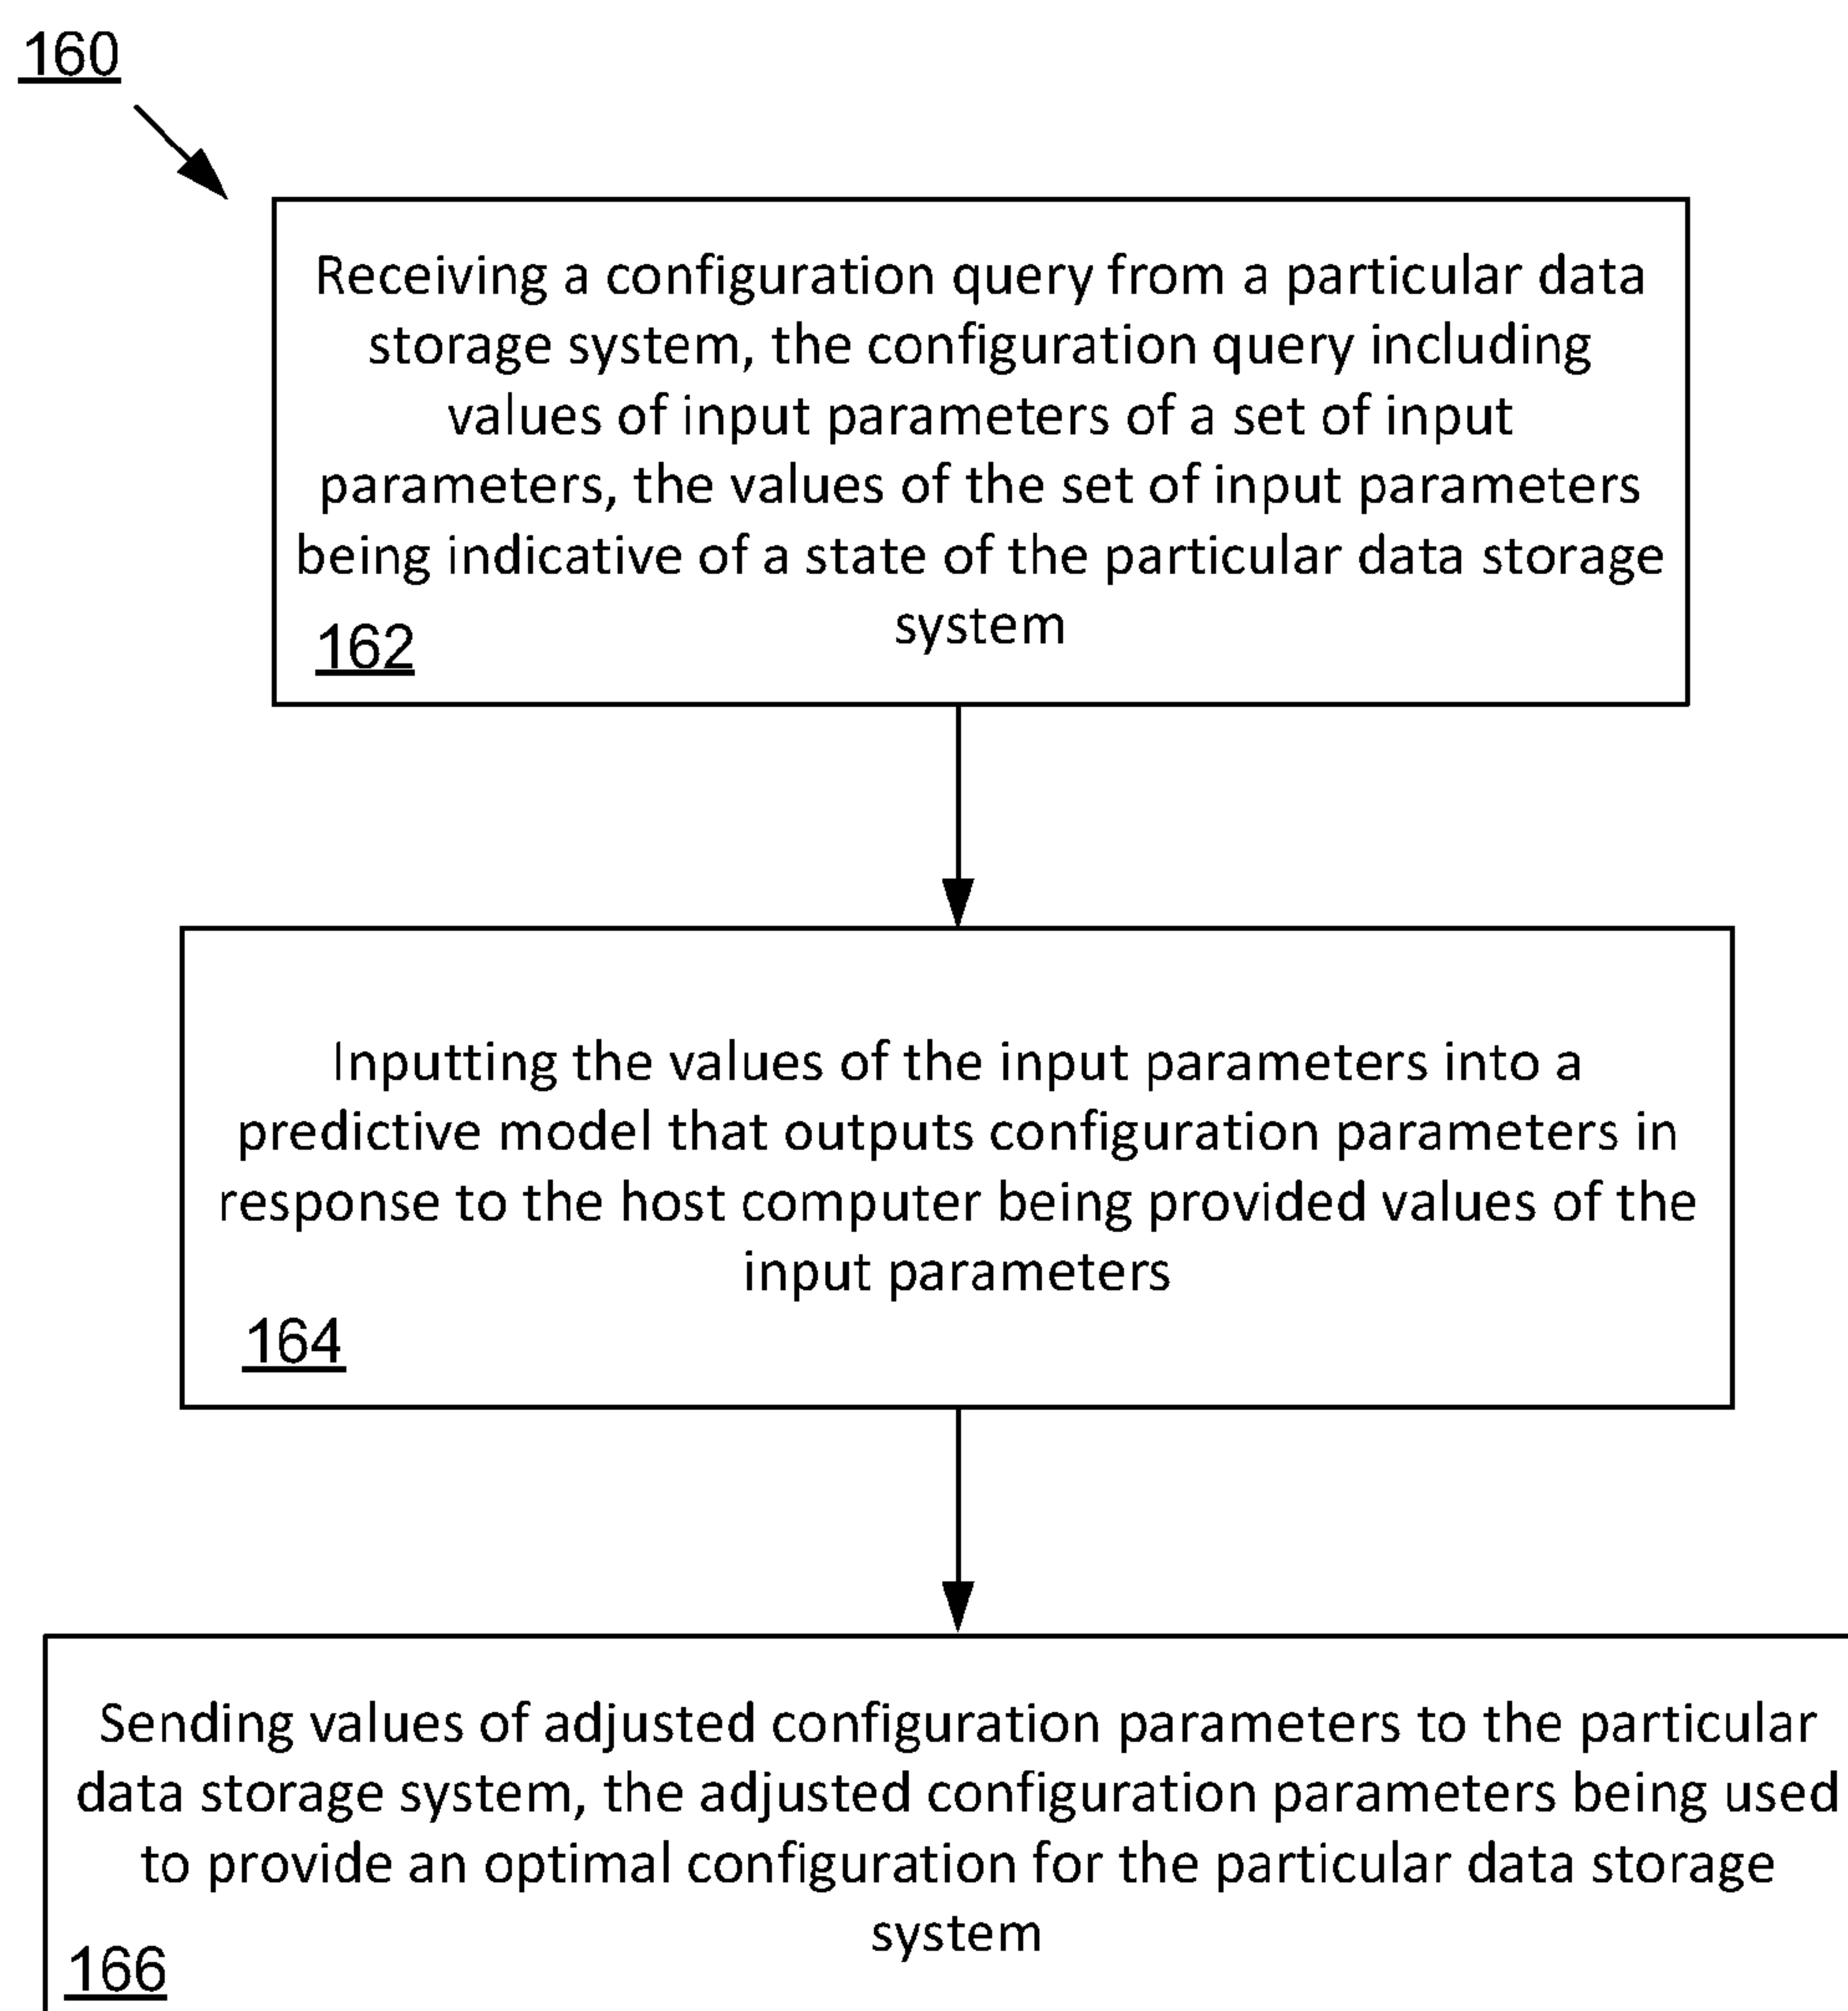 160
Receiving a configuration query from a particular data
storage system, the configuration query including
values of input parameters of a set of input
parameters, the values of the set of input parameters
being indicative of a state of the particular data storage
system
162
Inputting the values of the input parameters into a
predictive model that outputs configuration parameters in
response to the host computer being provided values of the
input parameters
164
Sending values of adjusted configuration parameters to the particular
data storage system, the adjusted configuration parameters being used
to provide an optimal configuration for the particular data storage
system
166